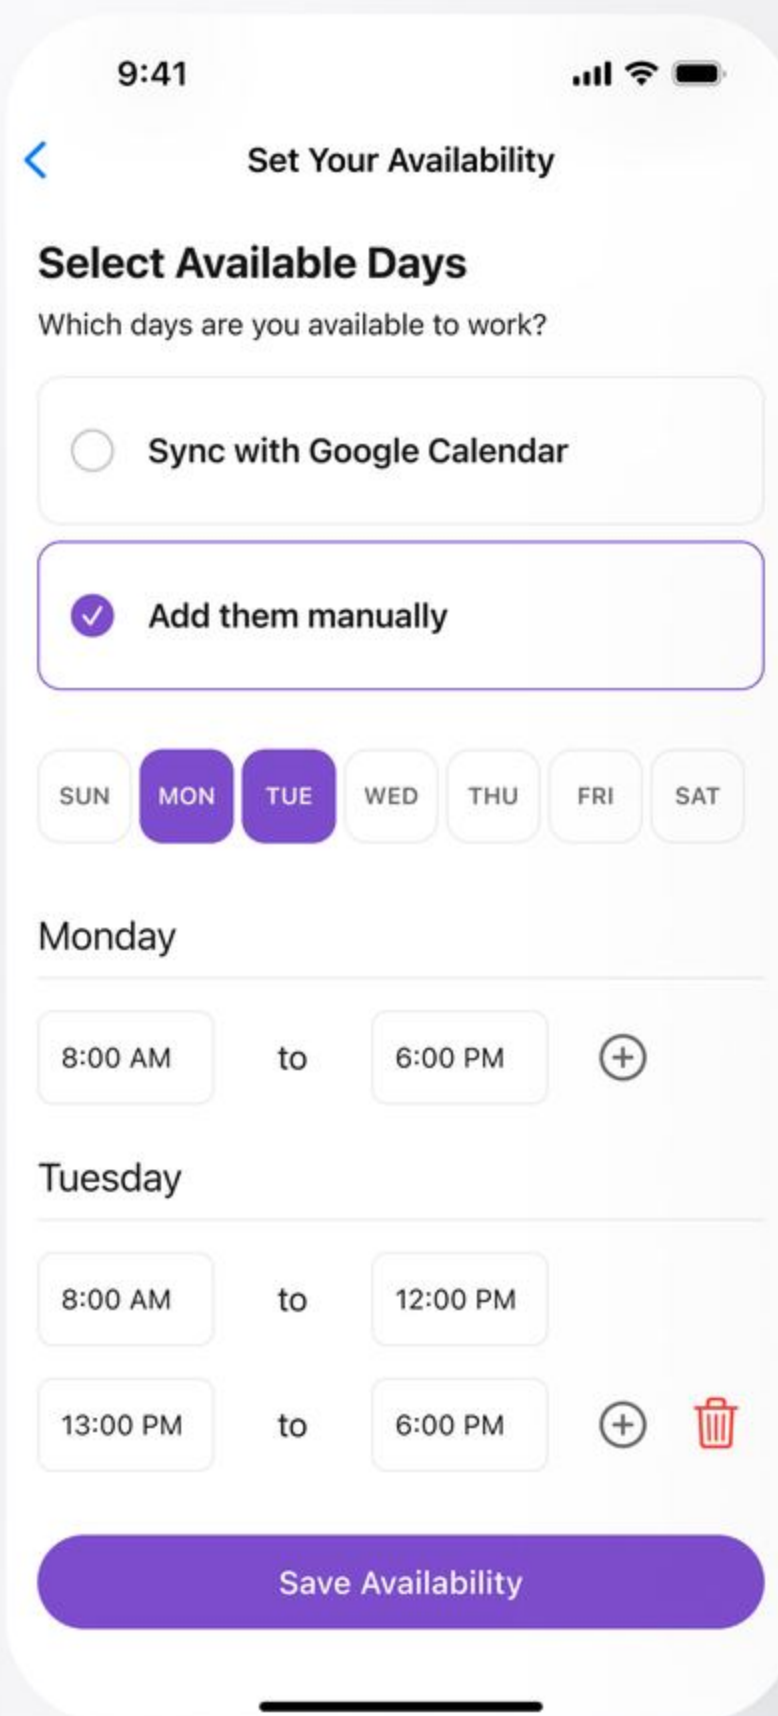 9:41
Set Your Availability
Select Available Days
Which days are you available to work?
Sync with Google Calendar
Add them manually
SUN MON TUE WED THU FRI SAT
Monday
8:00 AM to 6:00 PM
Tuesday
8:00 AM to 12:00 PM
13:00 PM to 6:00 PM
Save Availability